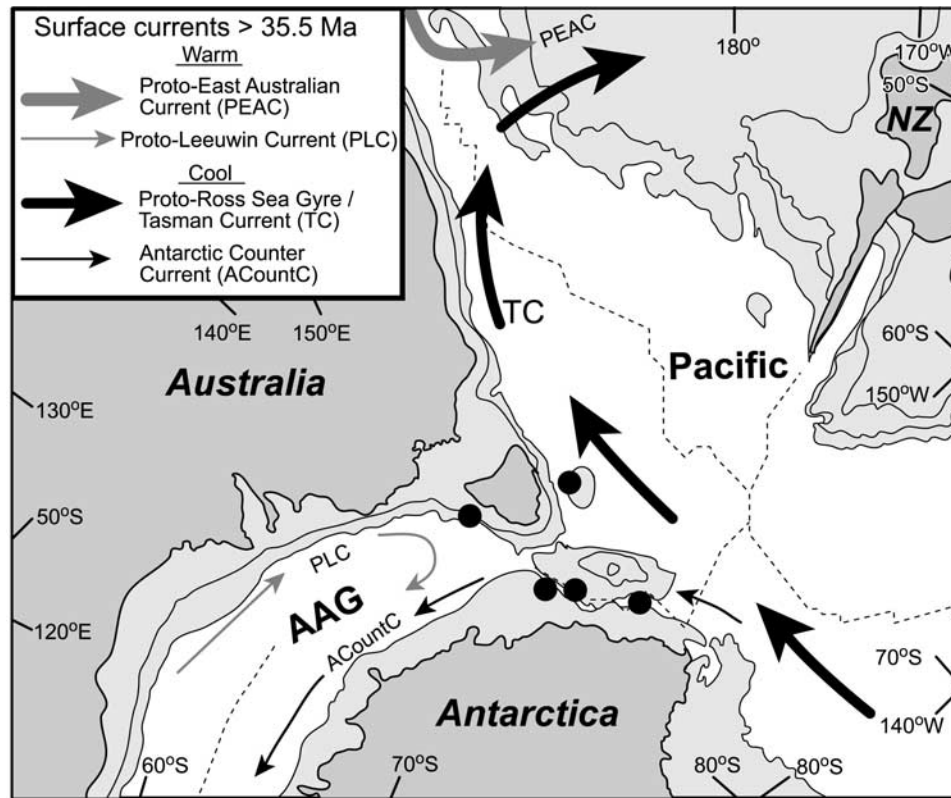 Surface currents > 35.5 Ma
Warm
Proto-East Australian
Current (PEAC)
Proto-Leeuwin Current (PLC)
Cool
Proto-Ross Sea Gyre /
Tasman Current (TC)
Antarctic Counter
Current (ACountC)
PEAC
180°
170°W
50°S
NZ
140°E
150°E
TC
60°S
Australia
Pacific
130°E
150°W
50°S
PLC
AAG
120°E
ACountC
70°S
Antarctica
140°W
60°S
70°S
80°S
80°S